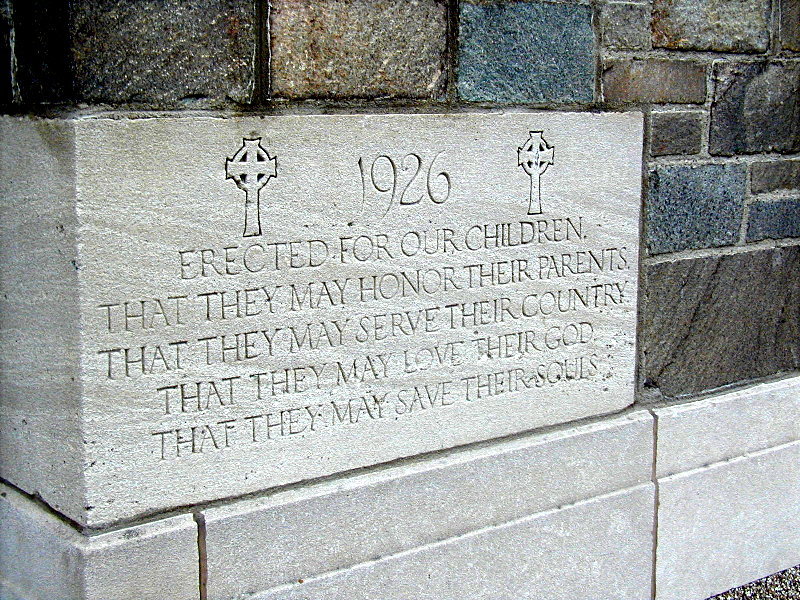 1926
ERECTED·FOR OUR CHILDREN.
THAT THEY MAY HONOR THEIR PARENTS.
THAT THEY MAY SERVE THEIR COUNTRY
THAT THEY MAY LOVE THEIR GOD.
THAT THEY MAY SAVE THEIR SOULS.